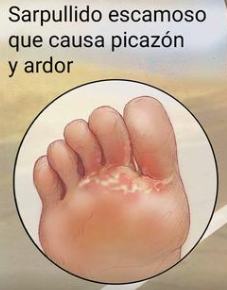 Sarpullido escamoso
que causa picazón
y ardor